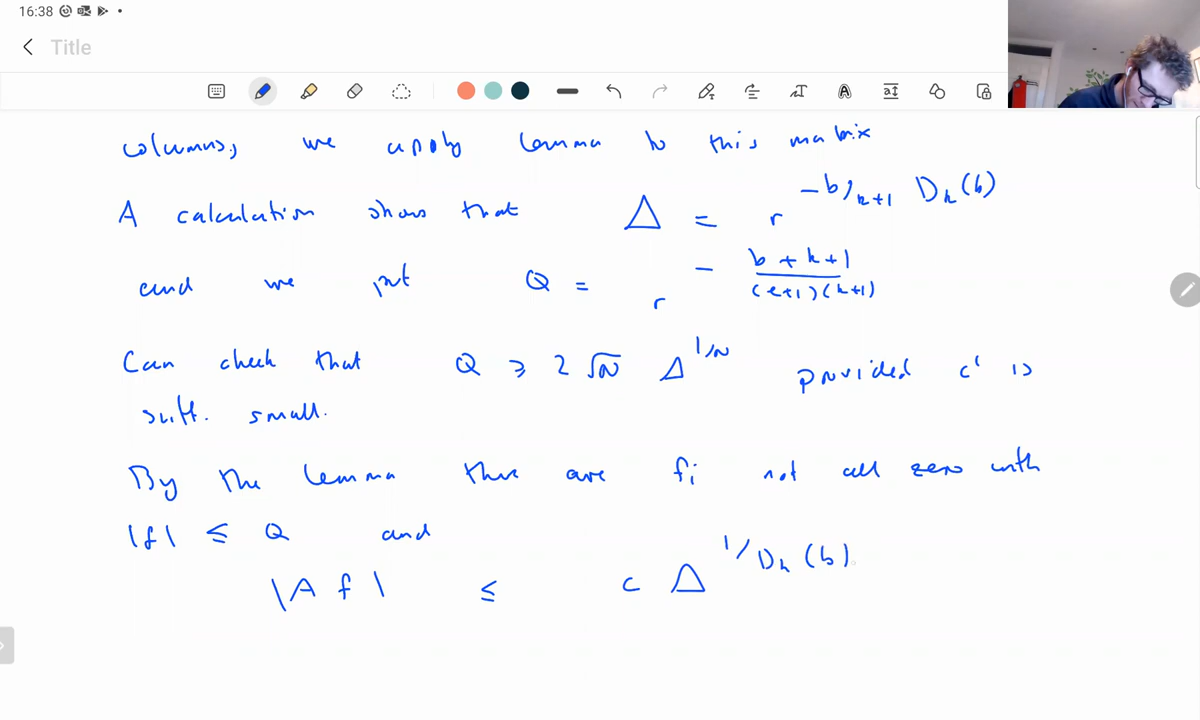 16:38
Title
columns, we apply lemma to this matrix
A calculation shows that Δ = r^{-b/k+1 D_k(b)}
and we put Q = r^{- \frac{b+k+1}{(e+1)(k+1)}}
Can check that Q ≥ 2 √N Δ^{1/N} provided c' is
suff. small.
By the lemma there are f_i not all zero with
|f| ≤ Q and
|A f| ≤ c Δ^{1/D_k(b)}